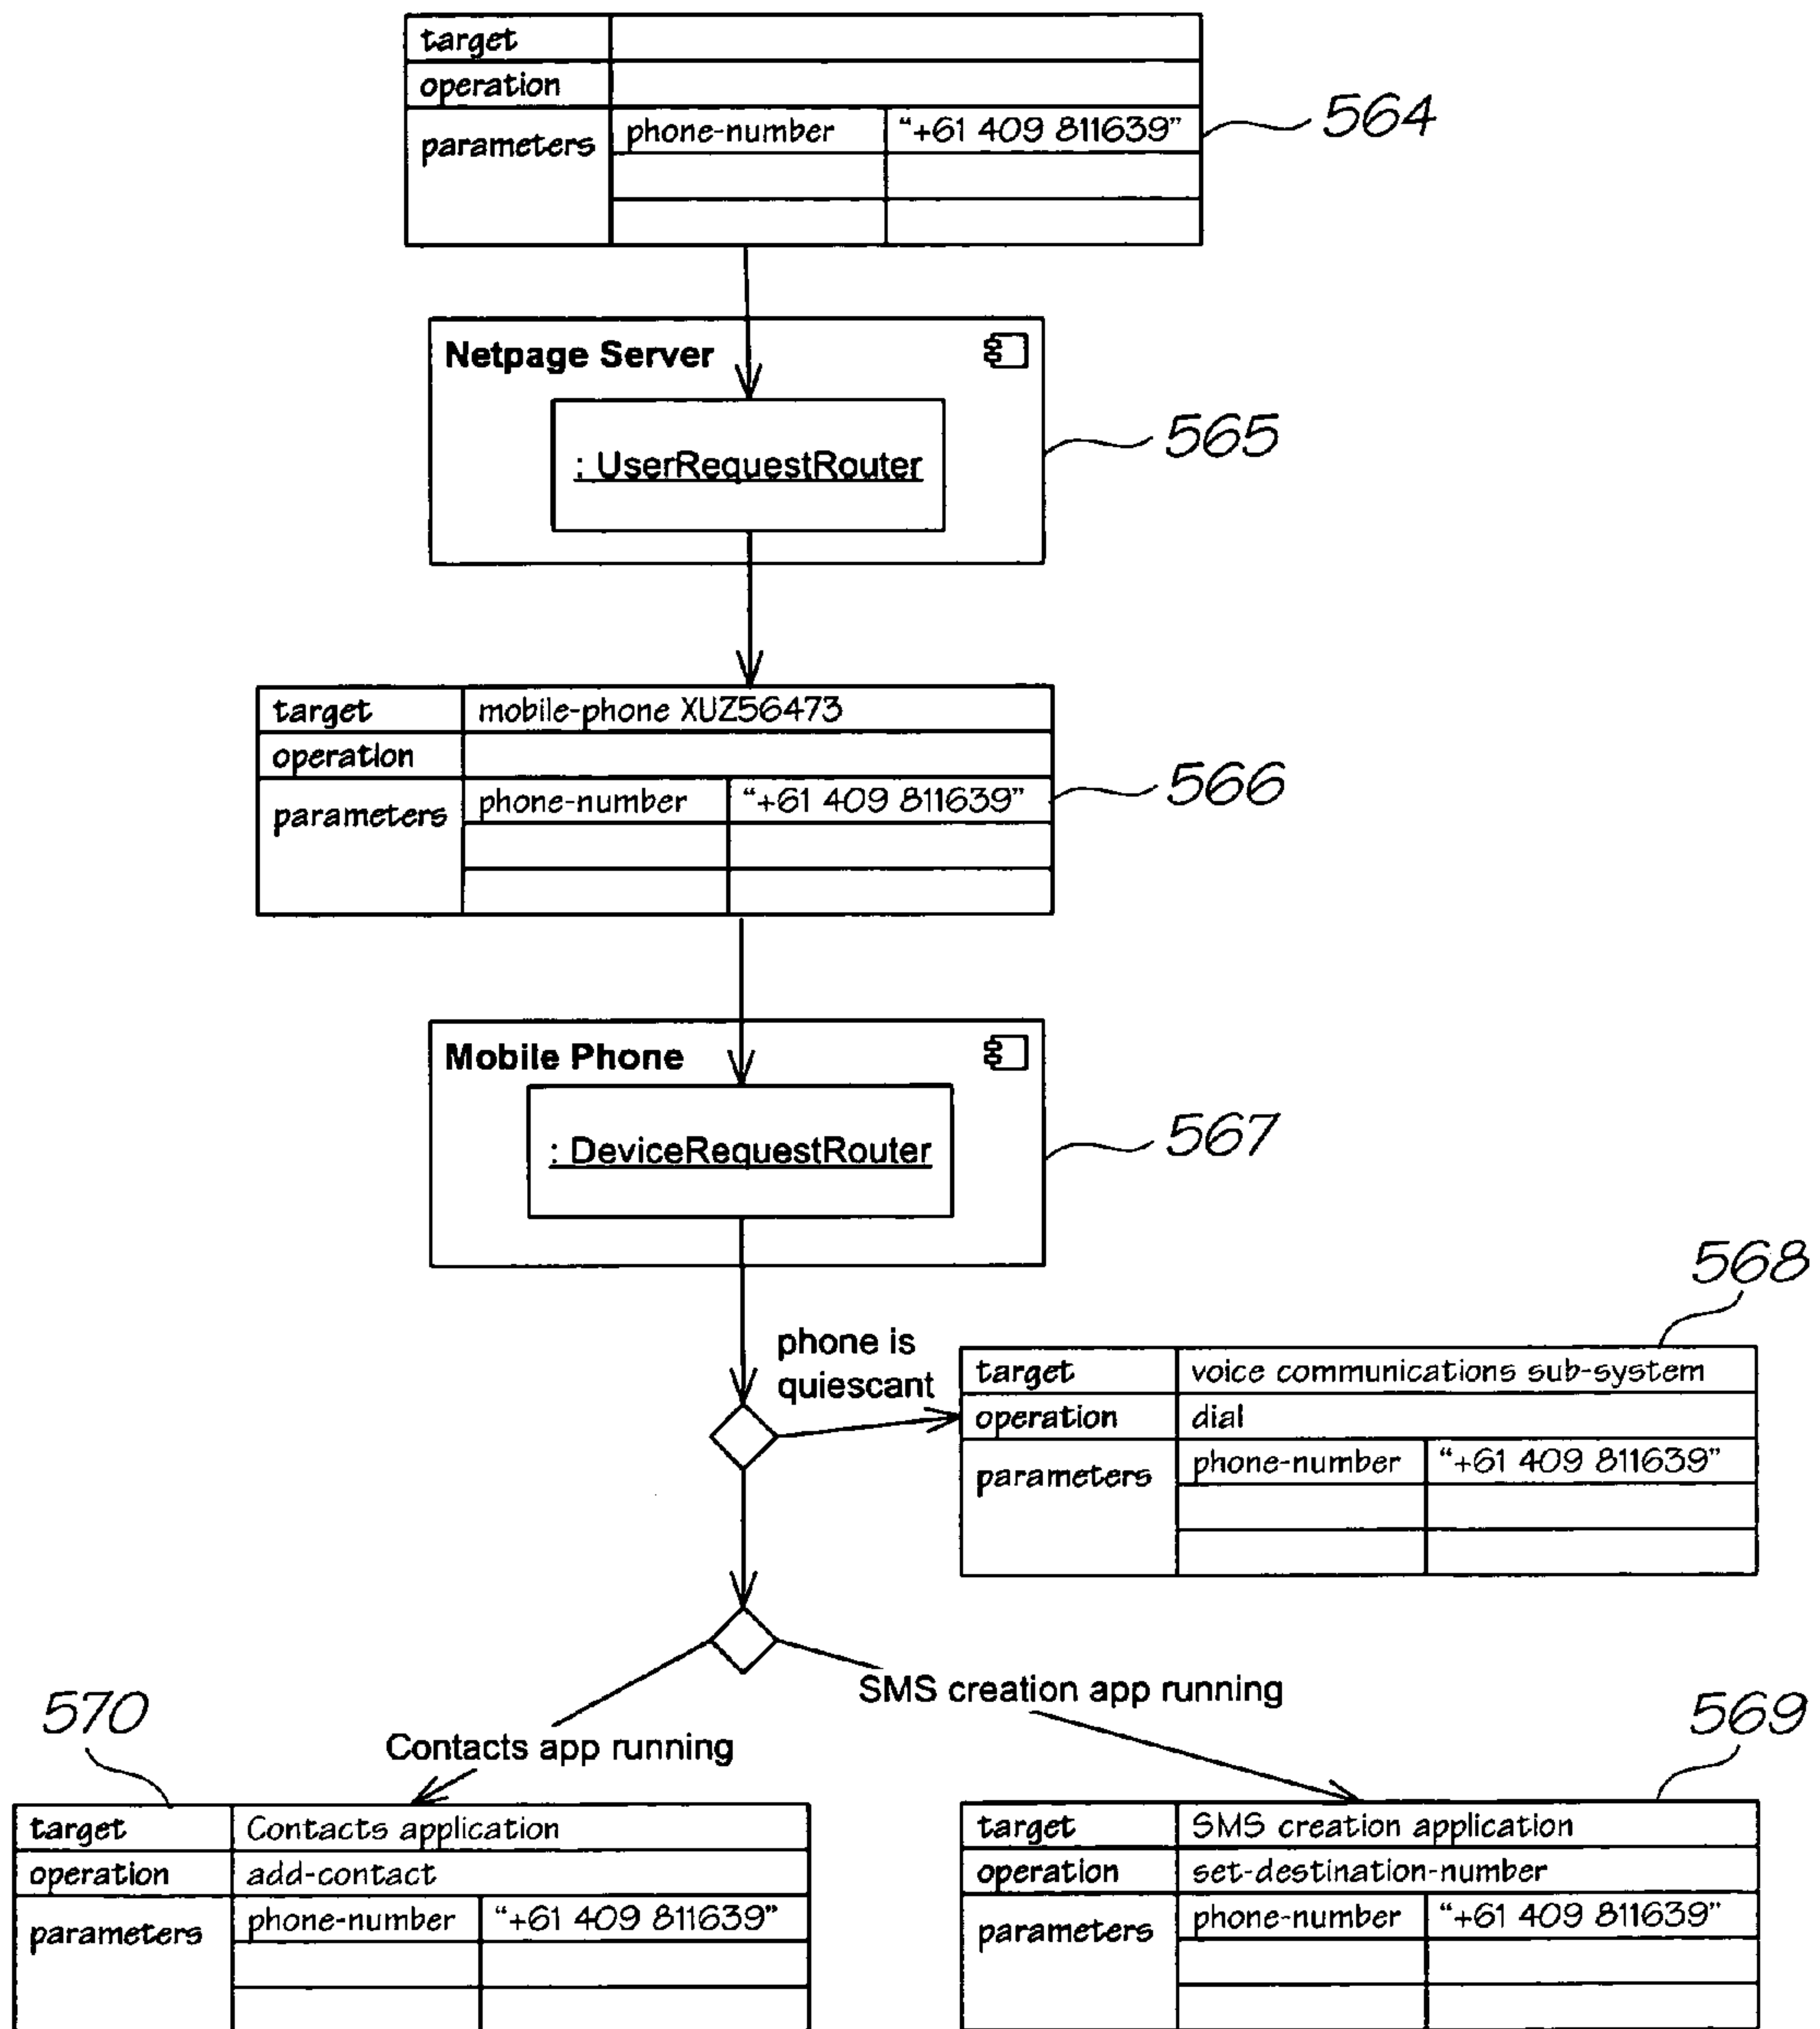 target
operation
parameters phone-number "+61 409 811639"
564
Netpage Server
: UserRequestRouter
565
target mobile-phone XUZ56473
operation
parameters phone-number "+61 409 811639"
566
Mobile Phone
: DeviceRequestRouter
567
568
phone is
quiescant
target voice communications sub-system
operation dial
parameters phone-number "+61 409 811639"
SMS creation app running
Contacts app running
570
target Contacts application
operation add-contact
parameters phone-number "+61 409 811639"
569
target SMS creation application
operation set-destination-number
parameters phone-number "+61 409 811639"